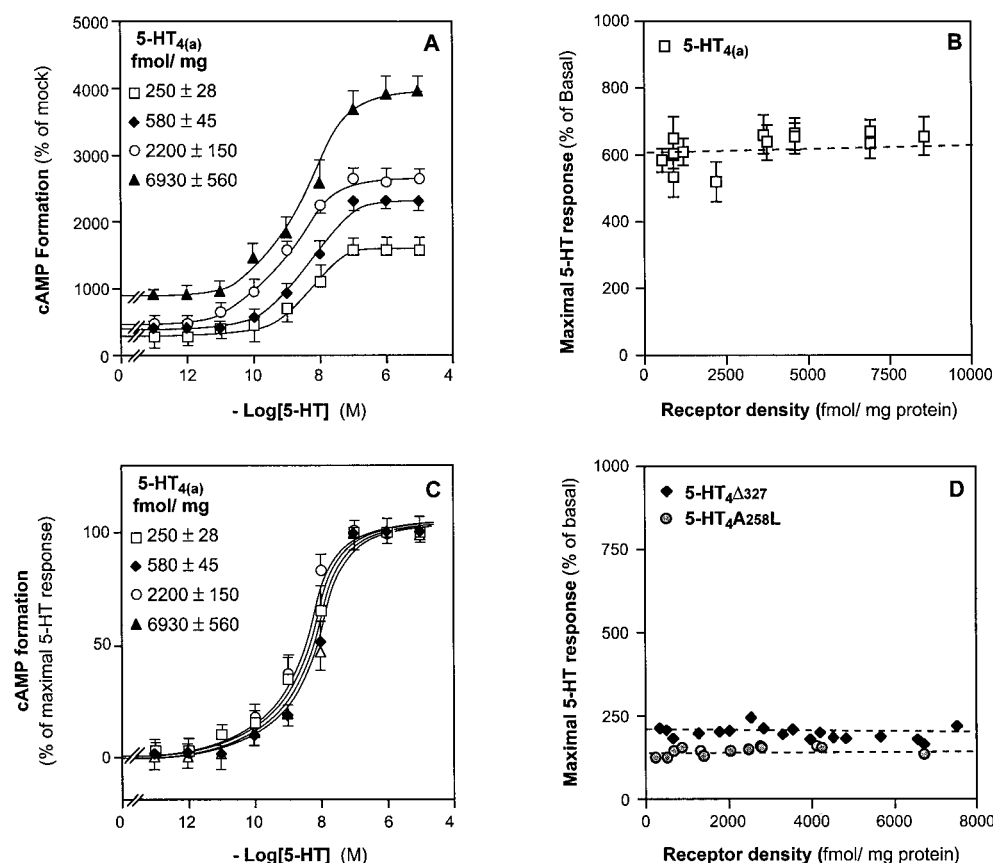 A
5-HT4(a)
fmol/ mg
250 ± 28
580 ± 45
2200 ± 150
6930 ± 560
cAMP Formation (% of mock)
5000
4000
3000
2000
1000
0
0 12 10 8 6 4
- Log[5-HT] (M)
B
5-HT4(a)
Maximal 5-HT response (% of Basal)
1000
800
600
400
200
0
0 2500 5000 7500 10000
Receptor density (fmol/ mg protein)
C
5-HT4(a)
fmol/ mg
250 ± 28
580 ± 45
2200 ± 150
6930 ± 560
cAMP formation
(% of maximal 5-HT response)
100
50
0
0 12 10 8 6 4
- Log[5-HT] (M)
D
5-HT4Δ327
5-HT4A258L
Maximal 5-HT response (% of basal)
1000
750
500
250
0
0 2000 4000 6000 8000
Receptor density (fmol/ mg protein)